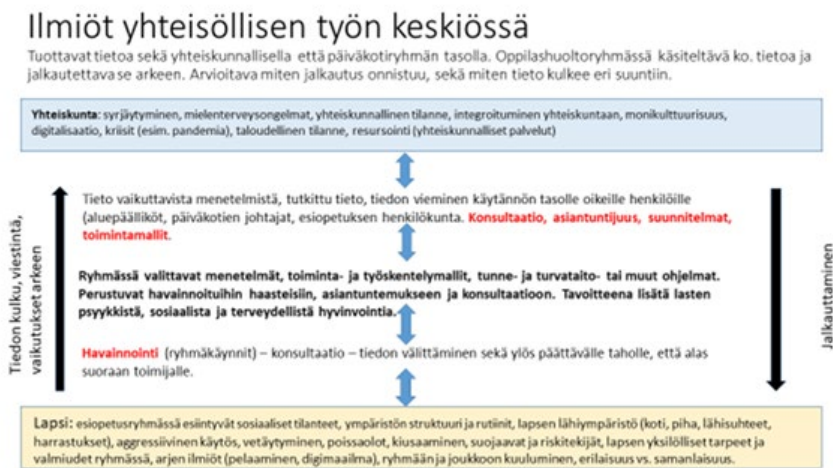 Ilmiöt yhteisöllisen työn keskiössä
Tuottavat tietoa sekä yhteiskunnallisella että päiväkotiryhmän tasolla. Oppilashuoltoryhmässä käsiteltävä ko. tietoa ja
jalkautettava se arkeen. Arvioitava miten jalkautus onnistuu, sekä miten tieto kulkee eri suuntiin.
Yhteiskunta: syrjäytyminen, mielenterveysongelmat, yhteiskunnallinen tilanne, integroituminen yhteiskuntaan, monikulttuurisuus,
digitalisaatio, kriisit (esim. pandemia), taloudellinen tilanne, resursointi (yhteiskunnalliset palvelut)
Tiedon kulku, viestintä,
vaikutukset arkeen
Tieto vaikuttavista menetelmistä, tutkittu tieto, tiedon vieminen käytännön tasolle oikeille henkilöille
(aluepäälliköt, päiväkotien johtajat, esiopetuksen henkilökunta. Konsultaatio, asiantuntijuus, suunnitelmat,
toimintamallit.
Ryhmässä valittavat menetelmät, toiminta- ja työskentelymallit, tunne- ja turvataito- tai muut ohjelmat.
Perustuvat havainnoituihin haasteisiin, asiantuntemukseen ja konsultaatioon. Tavoitteena lisätä lasten
psyykkistä, sosiaalista ja terveydellistä hyvinvointia.
Havainnointi (ryhmäkäynnit) – konsultaatio – tiedon välittäminen sekä ylös päättävälle taholle, että alas
suoraan toimijalle.
Jalkauttaminen
Lapsi: esiopetusryhmässä esiintyvät sosiaaliset tilanteet, ympäristön struktuuri ja rutiinit, lapsen lähiympäristö (koti, piha, lähisuhteet,
harrastukset), aggressiivinen käytös, vetäytyminen, poissaolot, kiusaaminen, suojaavat ja riskitekijät, lapsen yksilölliset tarpeet ja
valmiudet ryhmässä, arjen ilmiöt (pelaaminen, digimaailma), ryhmään ja joukkoon kuuluminen, erilaisuus vs. samanlaisuus.